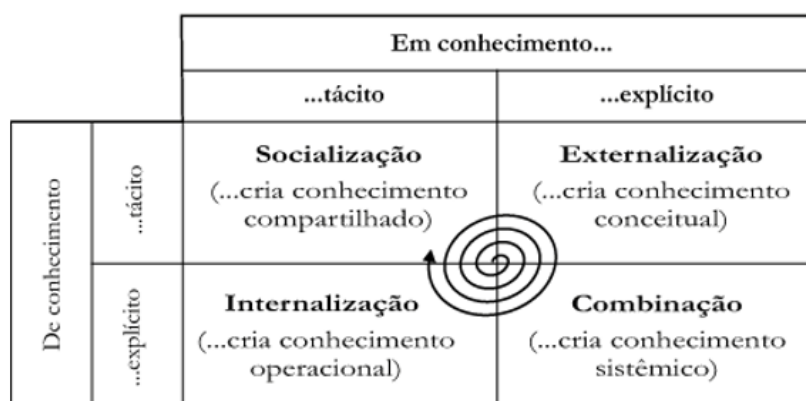 Em conhecimento...
...tácito
...explícito
De conhecimento
...tácito
Socialização
(...cria conhecimento
compartilhado)
Externalização
(...cria conhecimento
conceitual)
...explícito
Internalização
(...cria conhecimento
operacional)
Combinação
(...cria conhecimento
sistêmico)